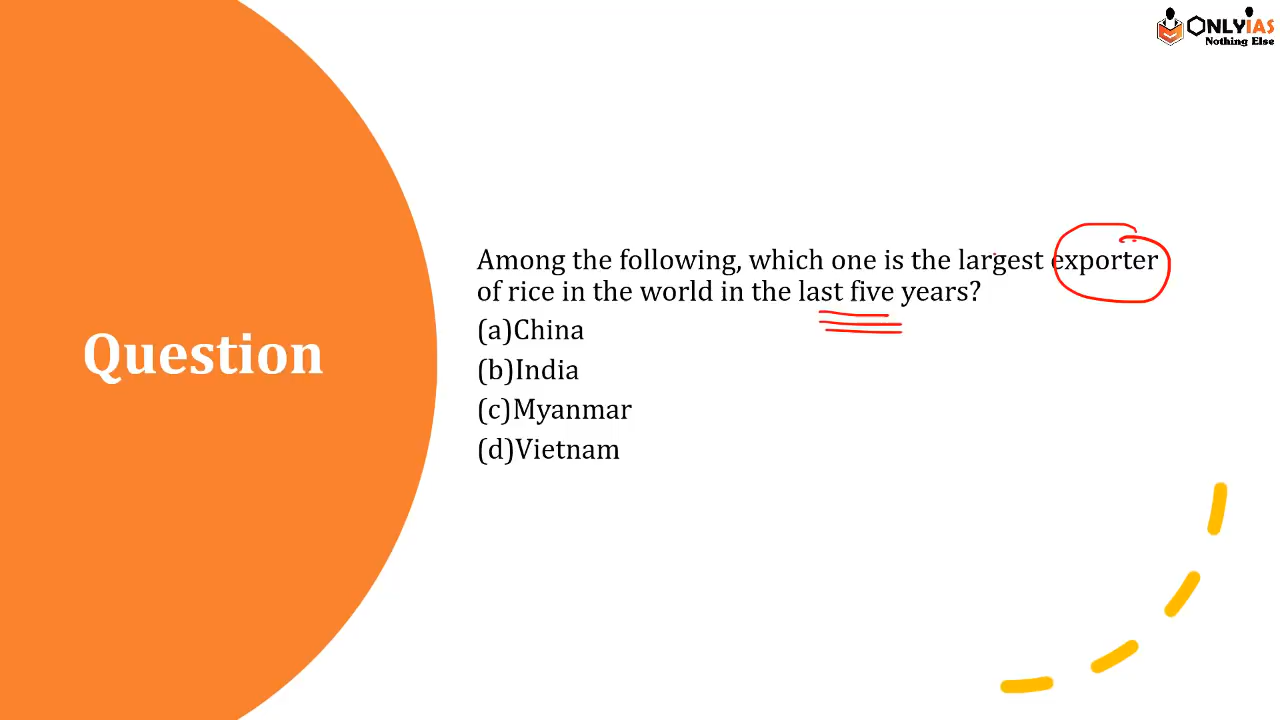 ONLYIAS
Nothing Else
Question
Among the following, which one is the largest exporter
of rice in the world in the last five years?
(a)China
(b)India
(c)Myanmar
(d)Vietnam